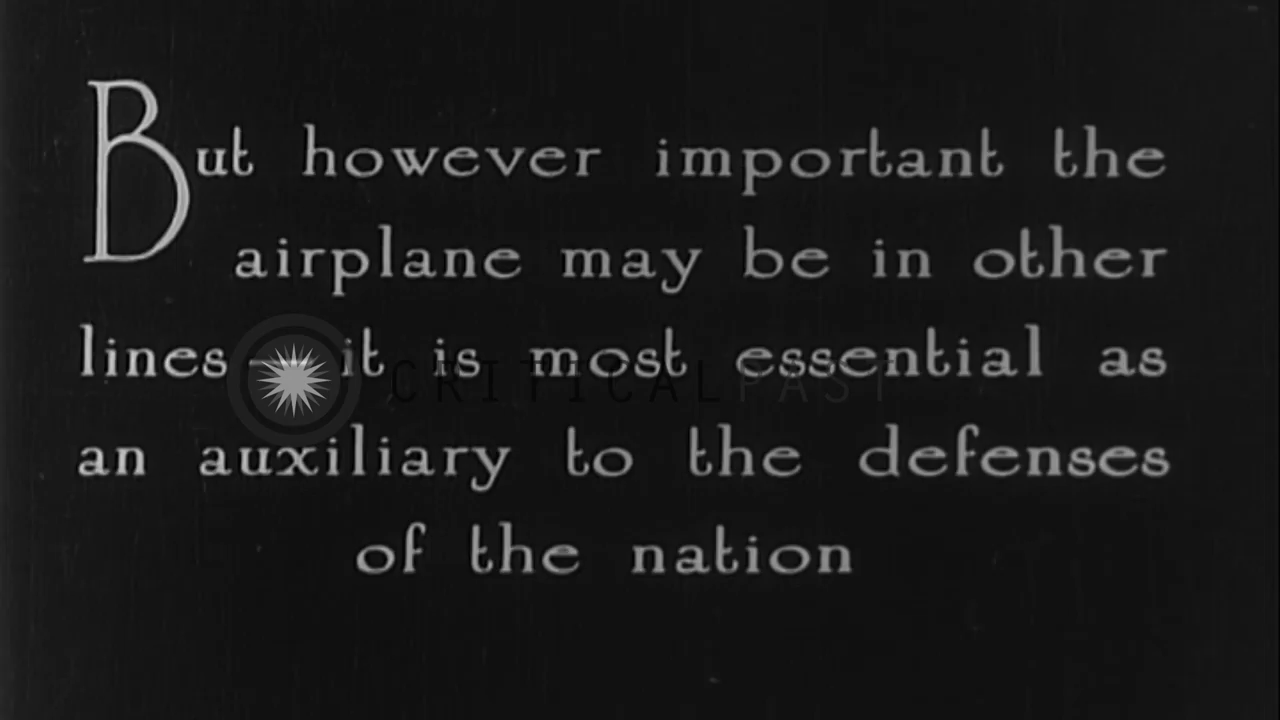 But however important the
airplane may be in other
lines — it is most essential as
CRITICALPAST
an auxiliary to the defenses
of the nation